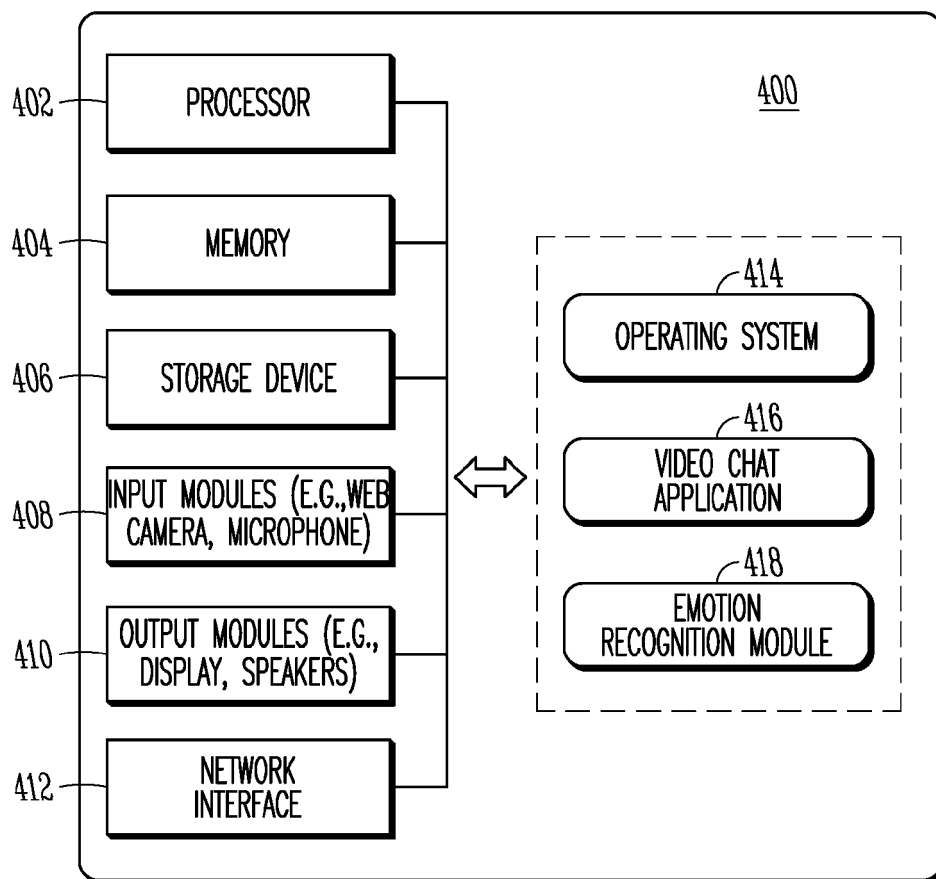 400
402
PROCESSOR
404
MEMORY
406
STORAGE DEVICE
408
INPUT MODULES (E.G.,WEB
CAMERA, MICROPHONE)
410
OUTPUT MODULES (E.G.,
DISPLAY, SPEAKERS)
412
NETWORK
INTERFACE
414
OPERATING SYSTEM
416
VIDEO CHAT
APPLICATION
418
EMOTION
RECOGNITION MODULE